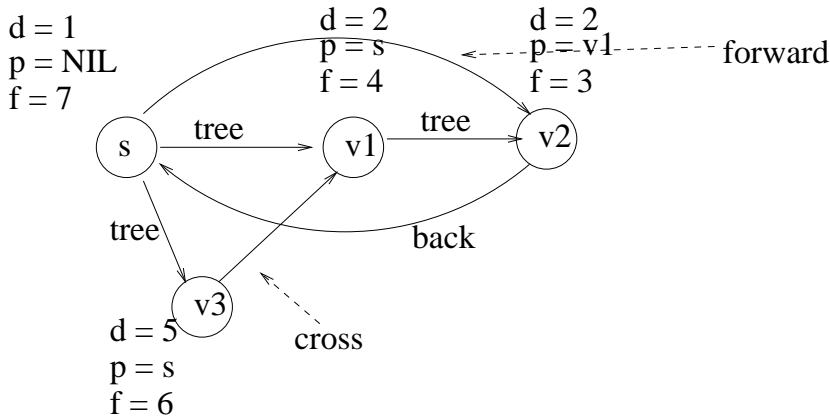 d = 1
p = NIL
f = 7
d = 2
p = s
f = 4
d = 2
p = v1
f = 3
forward
s
tree
v1
tree
v2
tree
back
v3
cross
d = 5
p = s
f = 6